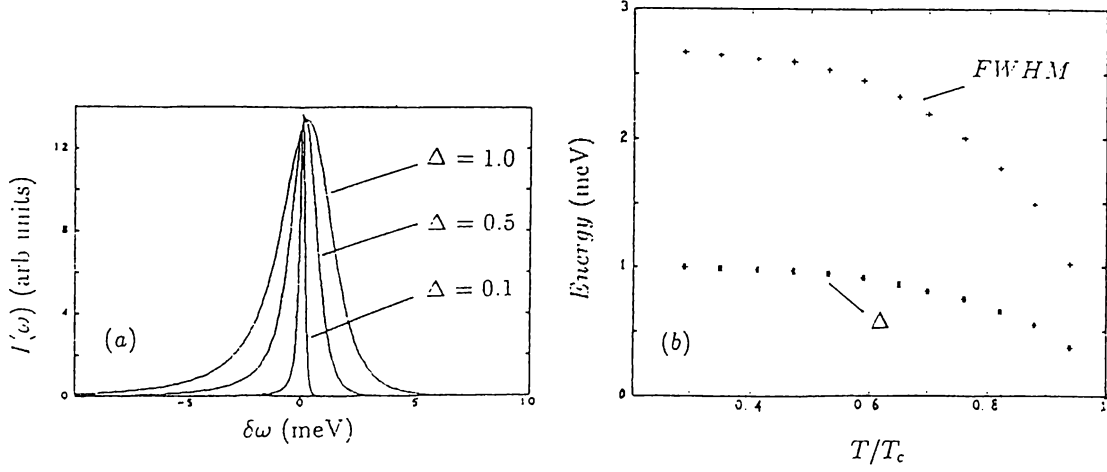 I(ω) (arb units)
12
8
4
0
(a)
Δ = 1.0
Δ = 0.5
Δ = 0.1
-5
0
5
10
δω (meV)
Energy (meV)
3
2
1
0
FWHM
Δ
(b)
0.4
0.6
0.8
1
T/Tc